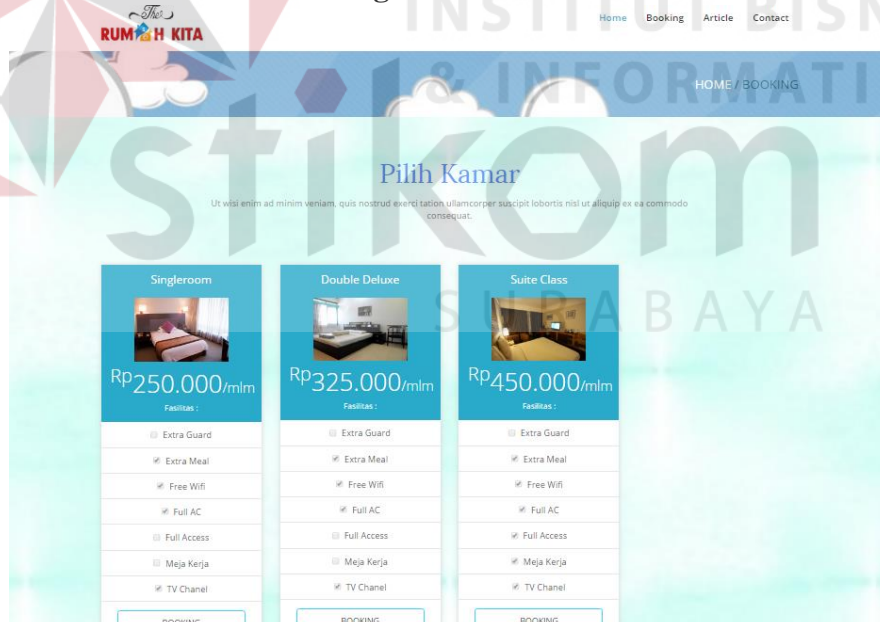 INSTITUT BISN
The
RUMAH KITA
Home Booking Article Contact
& INFORMATI
HOME / BOOKING
stikom
Pilih Kamar
Ut wisi enim ad minim veniam, quis nostrud exerci tation ullamcorper suscipit lobortis nisl ut aliquip ex ea commodo
consequat.
SURABAYA
Singleroom
Rp250.000/mlm
Fasilitas :
Extra Guard
Extra Meal
Free Wifi
Full AC
Full Access
Meja Kerja
TV Chanel
BOOKING
Double Deluxe
Rp325.000/mlm
Fasilitas :
Extra Guard
Extra Meal
Free Wifi
Full AC
Full Access
Meja Kerja
TV Chanel
BOOKING
Suite Class
Rp450.000/mlm
Fasilitas :
Extra Guard
Extra Meal
Free Wifi
Full AC
Full Access
Meja Kerja
TV Chanel
BOOKING